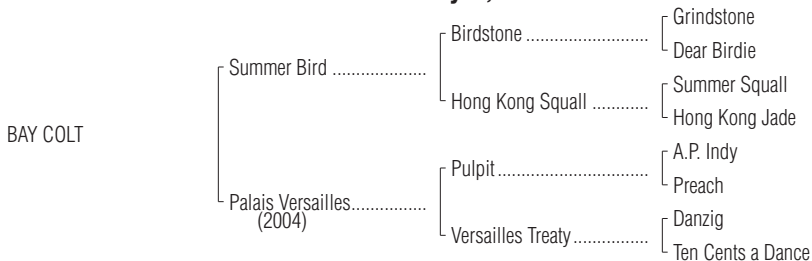 Grindstone
Birdstone ............................
Dear Birdie
Summer Bird ....................
Summer Squall
Hong Kong Squall ............
Hong Kong Jade
BAY COLT
A.P. Indy
Pulpit...................................
Preach
Palais Versailles................
(2004)
Danzig
Versailles Treaty................
Ten Cents a Dance